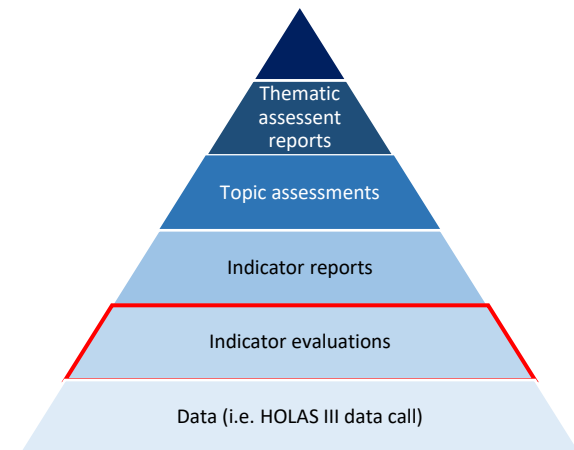 Thematic
assessent
reports
Topic assessments
Indicator reports
Indicator evaluations
Data (i.e. HOLAS III data call)